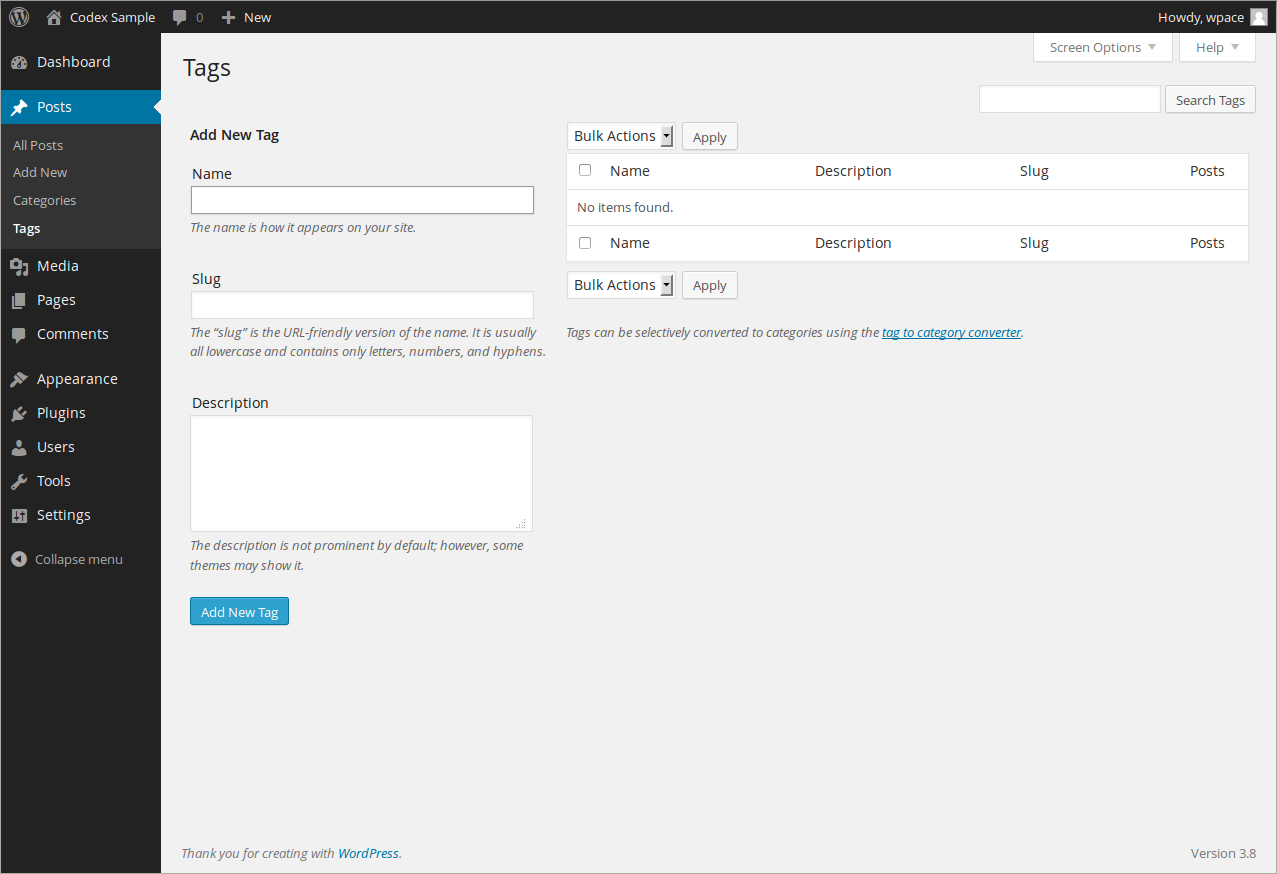 Codex Sample 0 New Howdy, wpace
Screen Options Help
Dashboard
Posts
All Posts
Add New
Categories
Tags
Media
Pages
Comments
Appearance
Plugins
Users
Tools
Settings
Collapse menu
Tags
Search Tags
Add New Tag
Name
The name is how it appears on your site.
Slug
The “slug” is the URL-friendly version of the name. It is usually
all lowercase and contains only letters, numbers, and hyphens.
Description
The description is not prominent by default; however, some
themes may show it.
Add New Tag
Bulk Actions Apply
Name Description Slug Posts
No items found.
Name Description Slug Posts
Bulk Actions Apply
Tags can be selectively converted to categories using the tag to category converter.
Thank you for creating with WordPress. Version 3.8